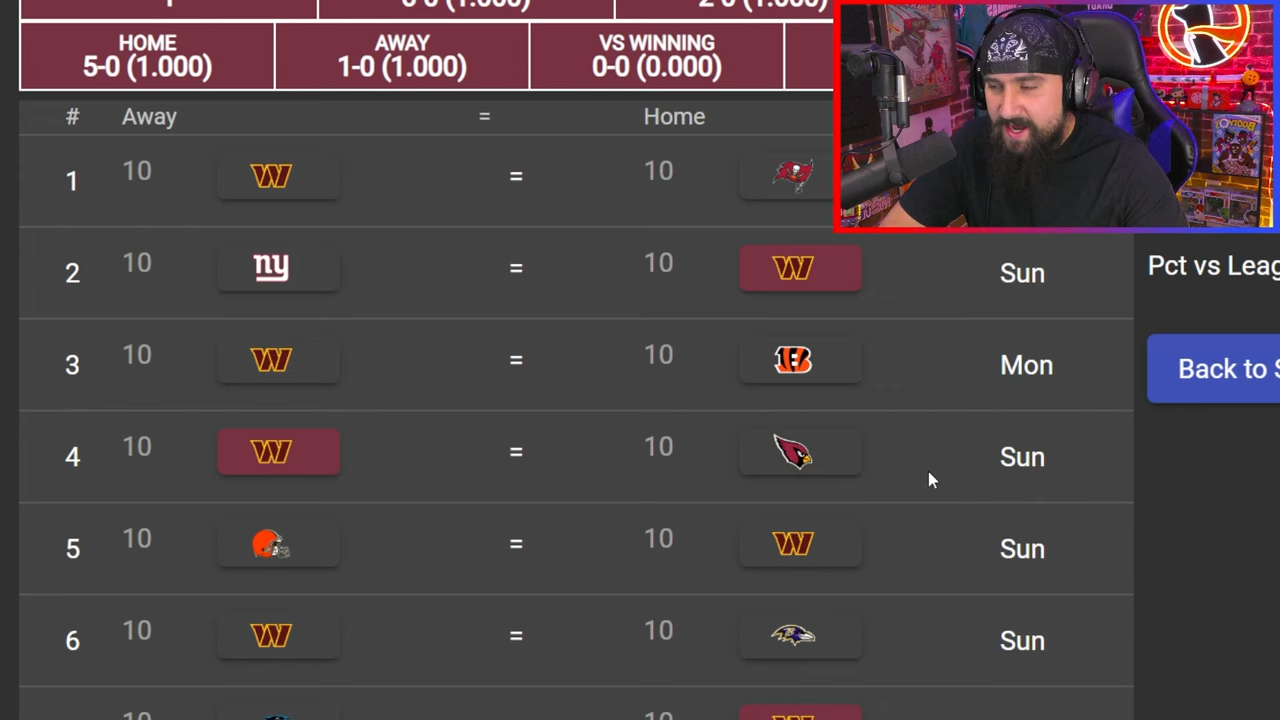 HOME
5-0 (1.000)
AWAY
1-0 (1.000)
VS WINNING
0-0 (0.000)
# Away = Home
1 10 W = 10
2 10 ny = 10 W Sun
3 10 W = 10 B Mon
4 10 W = 10 Sun
5 10 = 10 W Sun
6 10 W = 10 Sun
Pct vs Leag
Back to S